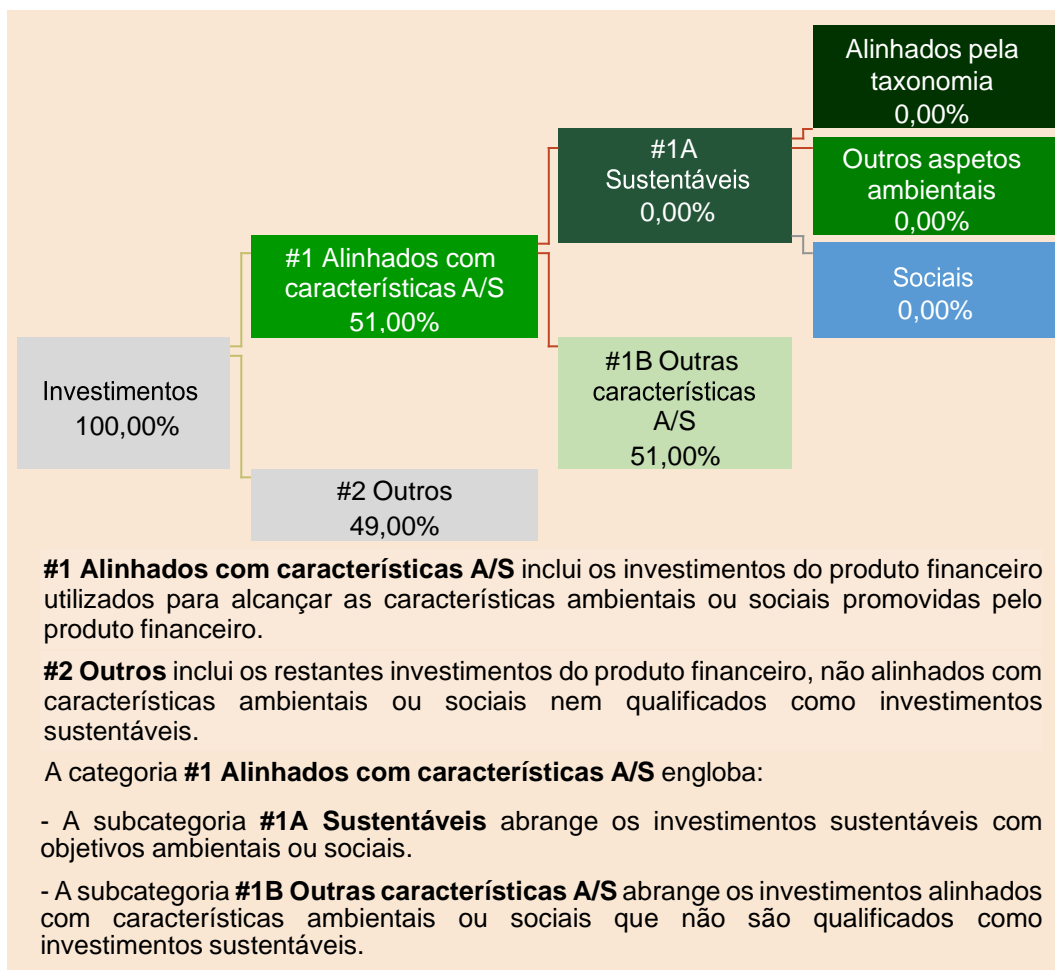 Alinhados pela
taxonomia
0,00%
#1A
Sustentáveis
0,00%
Outros aspetos
ambientais
0,00%
#1 Alinhados com
características A/S
51,00%
Sociais
0,00%
Investimentos
100,00%
#1B Outras
características
A/S
51,00%
#2 Outros
49,00%
#1 Alinhados com características A/S inclui os investimentos do produto financeiro
utilizados para alcançar as características ambientais ou sociais promovidas pelo
produto financeiro.
#2 Outros inclui os restantes investimentos do produto financeiro, não alinhados com
características ambientais ou sociais nem qualificados como investimentos
sustentáveis.
A categoria #1 Alinhados com características A/S engloba:
- A subcategoria #1A Sustentáveis abrange os investimentos sustentáveis com
objetivos ambientais ou sociais.
- A subcategoria #1B Outras características A/S abrange os investimentos alinhados
com características ambientais ou sociais que não são qualificados como
investimentos sustentáveis.